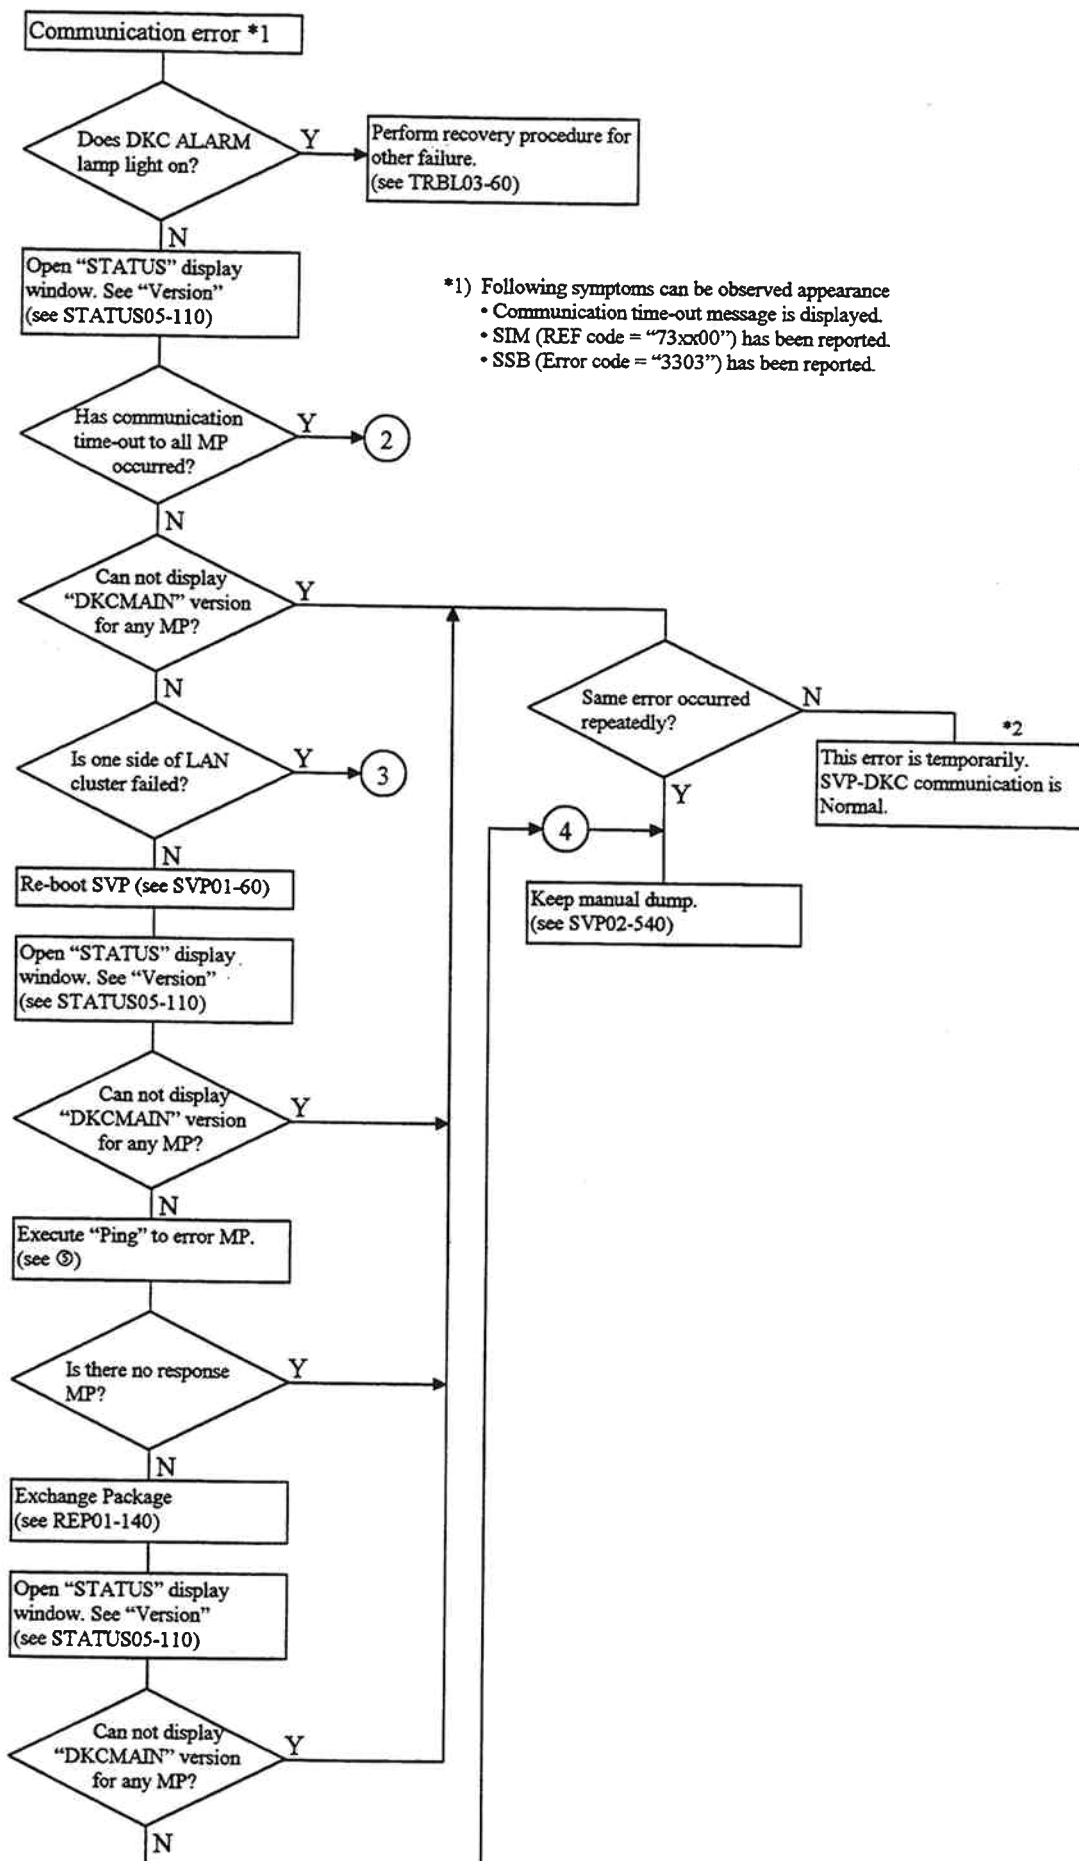 Communication error *1
Does DKC ALARM
lamp light on?
Y
Perform recovery procedure for
other failure.
(see TRBL03-60)
N
Open “STATUS” display
window. See “Version”
(see STATUS05-110)
*1) Following symptoms can be observed appearance
• Communication time-out message is displayed.
• SIM (REF code = “73xx00”) has been reported.
• SSB (Error code = “3303”) has been reported.
Has communication
time-out to all MP
occurred?
Y
2
N
Can not display
“DKCMAIN” version
for any MP?
Y
N
Same error occurred
repeatedly?
N
*2
This error is temporarily.
SVP-DKC communication is
Normal.
Y
Is one side of LAN
cluster failed?
Y
3
N
4
Re-boot SVP (see SVP01-60)
Keep manual dump.
(see SVP02-540)
Open “STATUS” display
window. See “Version”
(see STATUS05-110)
Can not display
“DKCMAIN” version
for any MP?
Y
N
Execute “Ping” to error MP.
(see ⑤)
Is there no response
MP?
Y
N
Exchange Package
(see REP01-140)
Open “STATUS” display
window. See “Version”
(see STATUS05-110)
Can not display
“DKCMAIN” version
for any MP?
Y
N